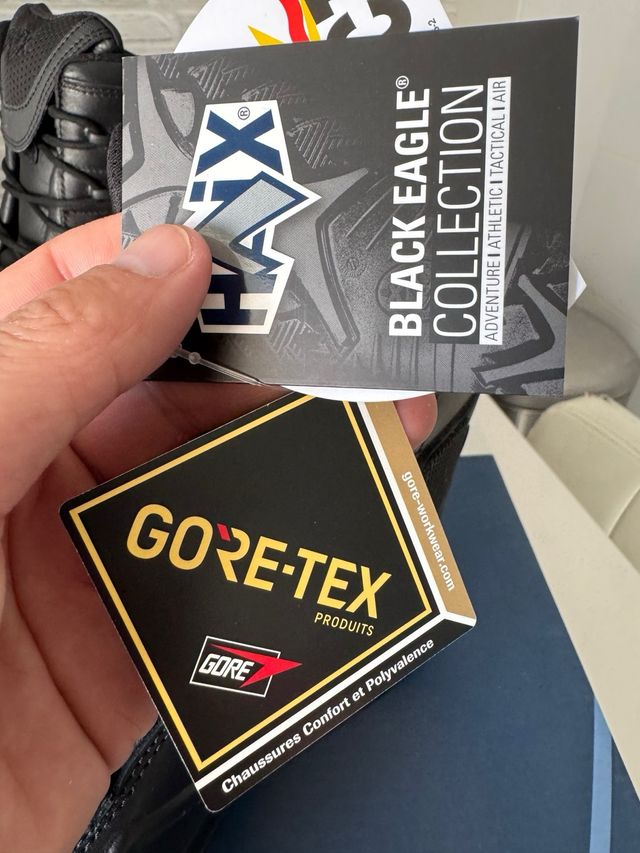 HAIX®
BLACK EAGLE®
COLLECTION
ADVENTURE I ATHLETIC I TACTICAL I AIR
GORE-TEX
PRODUITS
GORE
gore-workwear.com
Chaussures Confort et Polyvalence